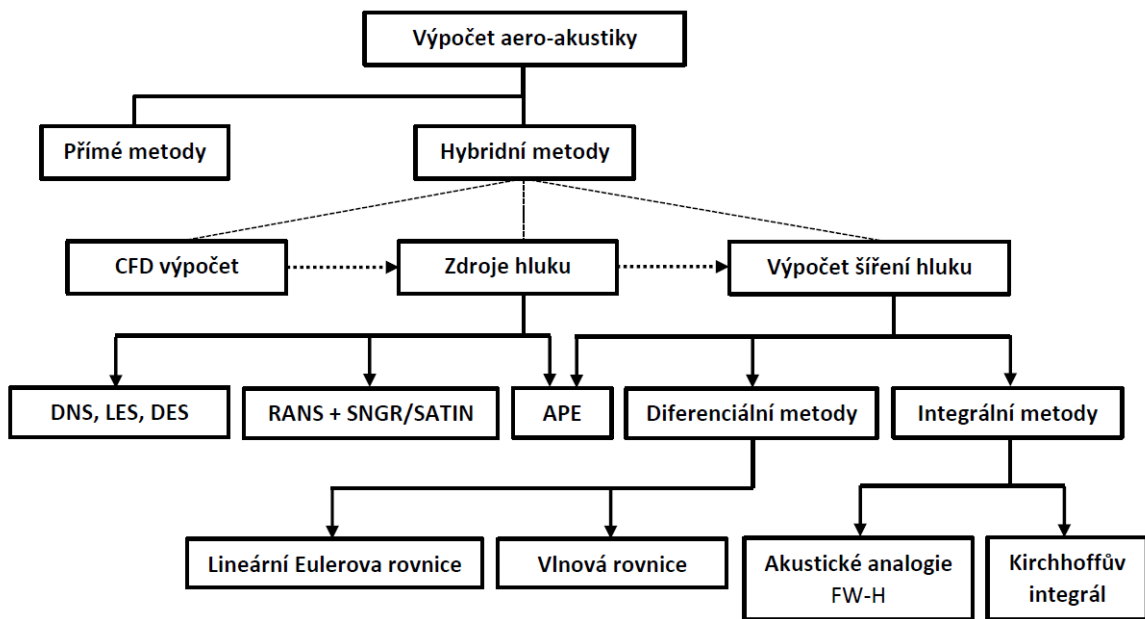 Výpočet aero-akustiky
Přímé metody
Hybridní metody
CFD výpočet
Zdroje hluku
Výpočet šíření hluku
DNS, LES, DES
RANS + SNGR/SATIN
APE
Diferenciální metody
Integrální metody
Lineární Eulerova rovnice
Vlnová rovnice
Akustické analogie
FW-H
Kirchhoffův
integrál